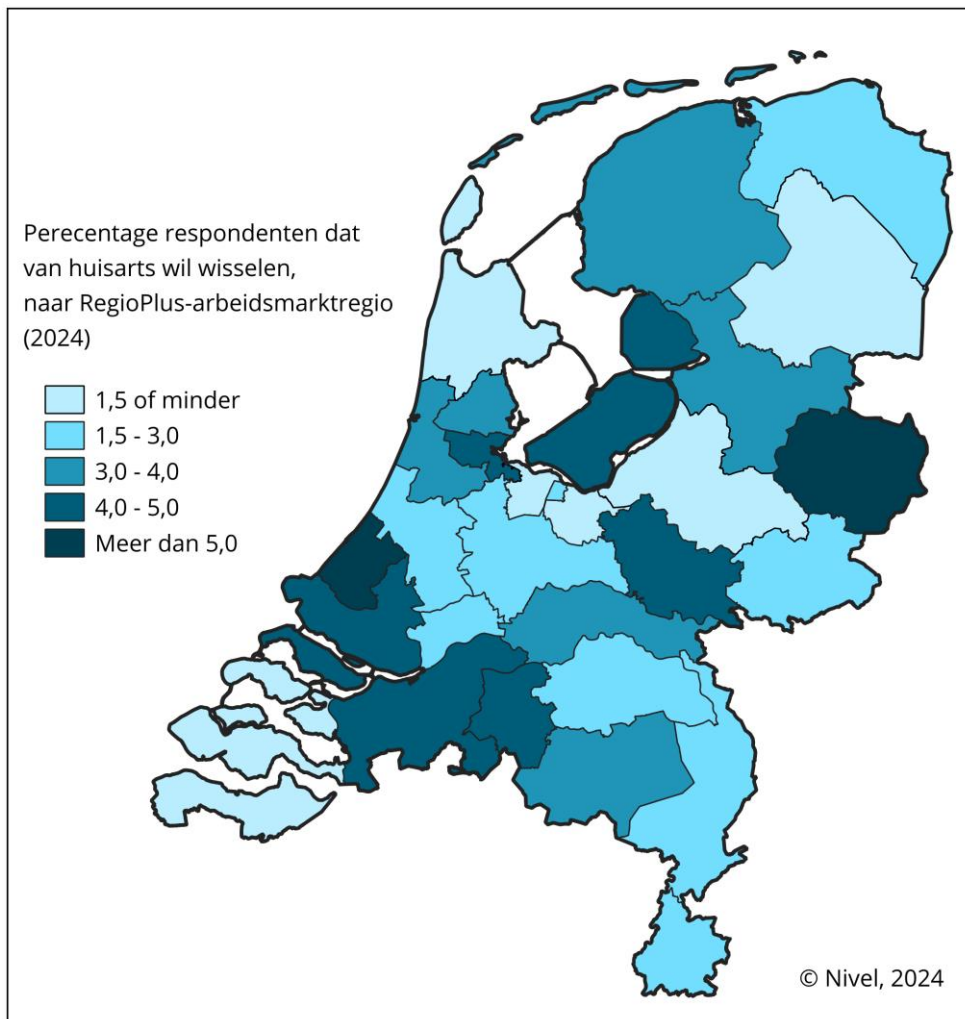 Perecentage respondenten dat
van huisarts wil wisselen,
naar RegioPlus-arbeidsmarktregio
(2024)
1,5 of minder
1,5 - 3,0
3,0 - 4,0
4,0 - 5,0
Meer dan 5,0
© Nivel, 2024